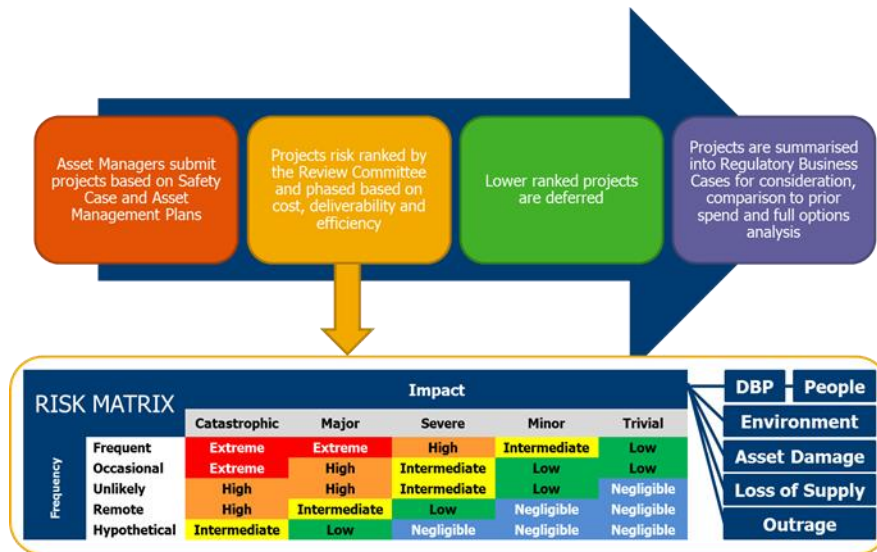 Asset Managers submit
projects based on Safety
Case and Asset
Management Plans
Projects risk ranked by
the Review Committee
and phased based on
cost, deliverability and
efficiency
Lower ranked projects
are deferred
Projects are summarised
into Regulatory Business
Cases for consideration,
comparison to prior
spend and full options
analysis
RISK MATRIX
Impact
Catastrophic Major Severe Minor Trivial
Frequency
Frequent Extreme Extreme High Intermediate Low
Occasional Extreme High Intermediate Low Low
Unlikely High High Intermediate Low Negligible
Remote High Intermediate Low Negligible Negligible
Hypothetical Intermediate Low Negligible Negligible Negligible
DBP People
Environment
Asset Damage
Loss of Supply
Outrage